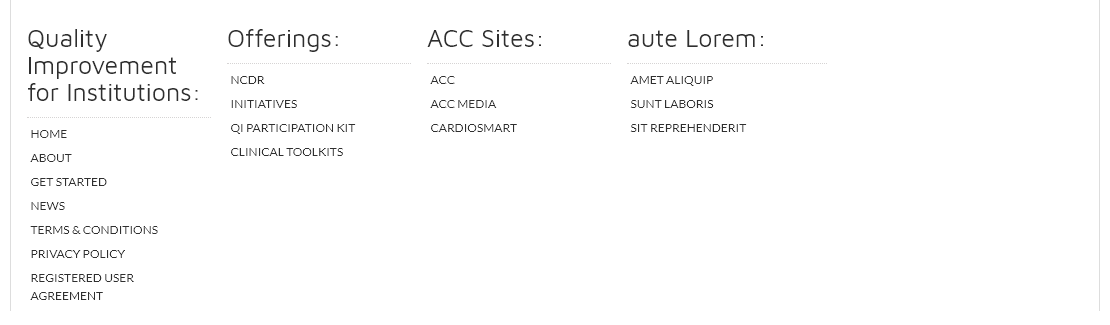 Quality
Improvement
for Institutions:
HOME
ABOUT
GET STARTED
NEWS
TERMS & CONDITIONS
PRIVACY POLICY
REGISTERED USER
AGREEMENT
Offerings:
NCDR
INITIATIVES
QI PARTICIPATION KIT
CLINICAL TOOLKITS
ACC Sites:
ACC
ACC MEDIA
CARDIOSMART
aute Lorem:
AMET ALIQUIP
SUNT LABORIS
SIT REPREHENDERIT